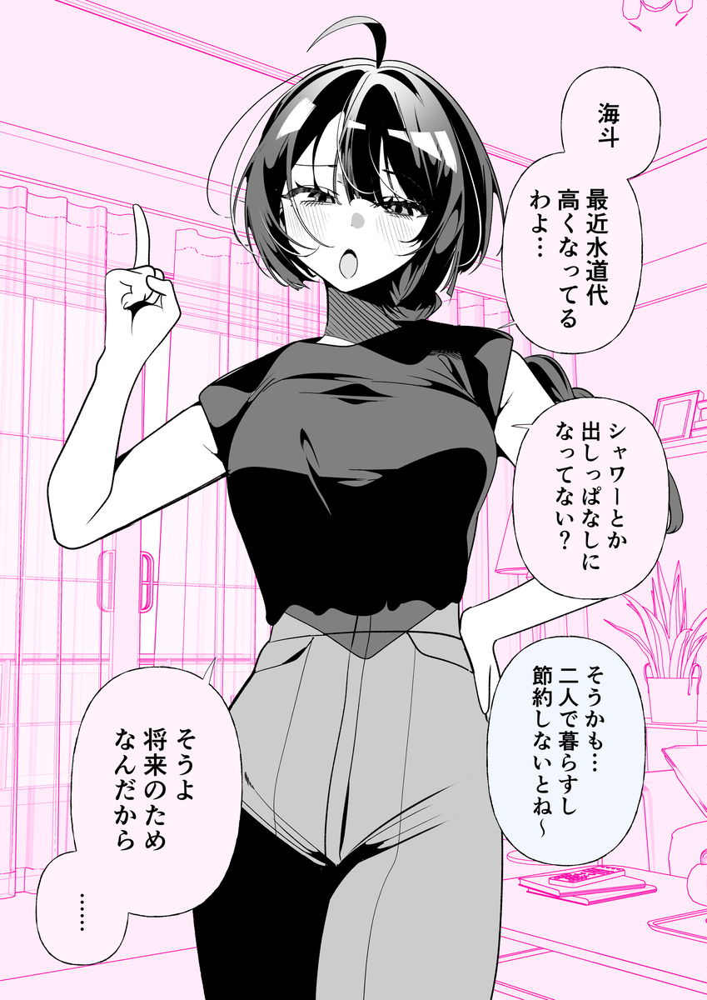 海斗
最近水道代
高くなってる
わよ…
シャワーとか
出しっぱなしに
なってない？
そうかも…
二人で暮らすし
節約しないとね～
そうよ
将来のため
なんだから
……